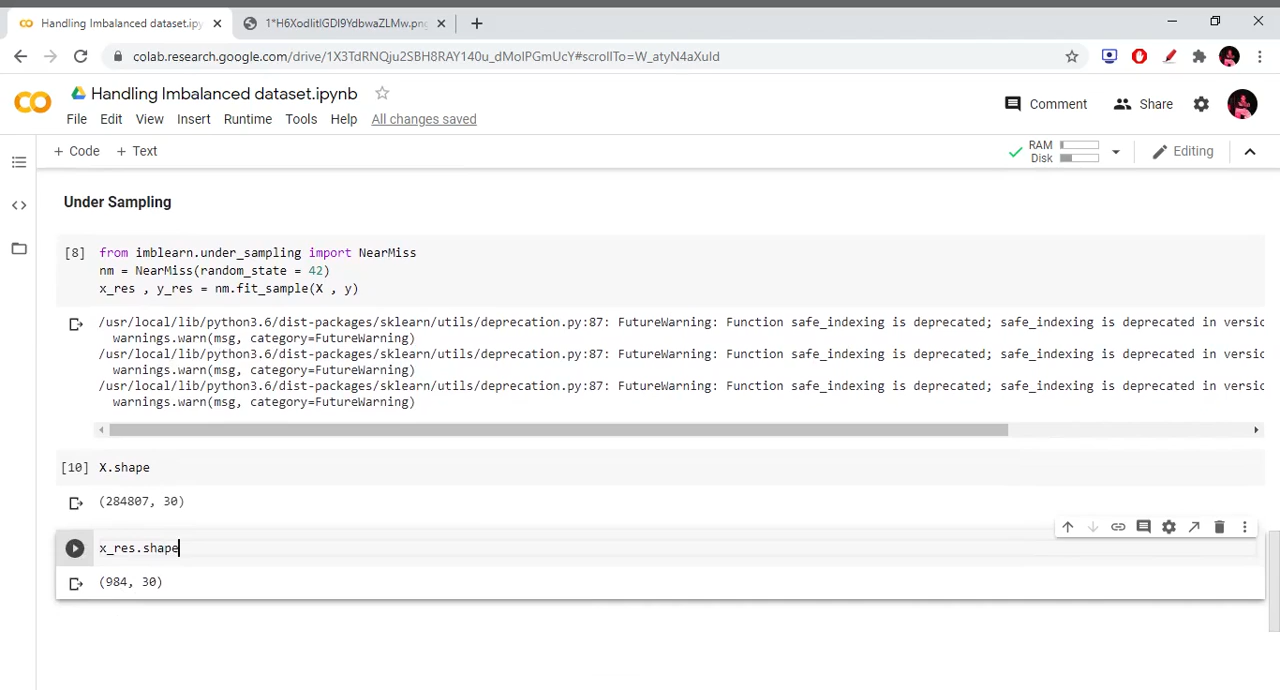 Handling Imbalanced dataset.ipy
1*H6XodIitlGDI9YdbwaZLMw.png
colab.research.google.com/drive/1X3TdRNQju2SBH8RAY140u_dMoIPGmUcY#scrollTo=W_atyN4aXuId
Handling Imbalanced dataset.ipynb
Comment
Share
File Edit View Insert Runtime Tools Help All changes saved
+ Code + Text
RAM
Disk
Editing
Under Sampling
[8] from imblearn.under_sampling import NearMiss
nm = NearMiss(random_state = 42)
x_res , y_res = nm.fit_sample(X , y)
/usr/local/lib/python3.6/dist-packages/sklearn/utils/deprecation.py:87: FutureWarning: Function safe_indexing is deprecated; safe_indexing is deprecated in versio
warnings.warn(msg, category=FutureWarning)
/usr/local/lib/python3.6/dist-packages/sklearn/utils/deprecation.py:87: FutureWarning: Function safe_indexing is deprecated; safe_indexing is deprecated in versio
warnings.warn(msg, category=FutureWarning)
/usr/local/lib/python3.6/dist-packages/sklearn/utils/deprecation.py:87: FutureWarning: Function safe_indexing is deprecated; safe_indexing is deprecated in versio
warnings.warn(msg, category=FutureWarning)
[10] X.shape
(284807, 30)
x_res.shape
(984, 30)